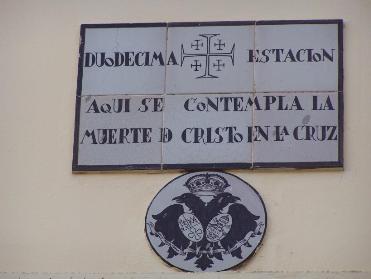 DUODECIMA ESTACION
AQUI SE CONTEMPLA LA
MUERTE D CRISTO EN LA CRUZ